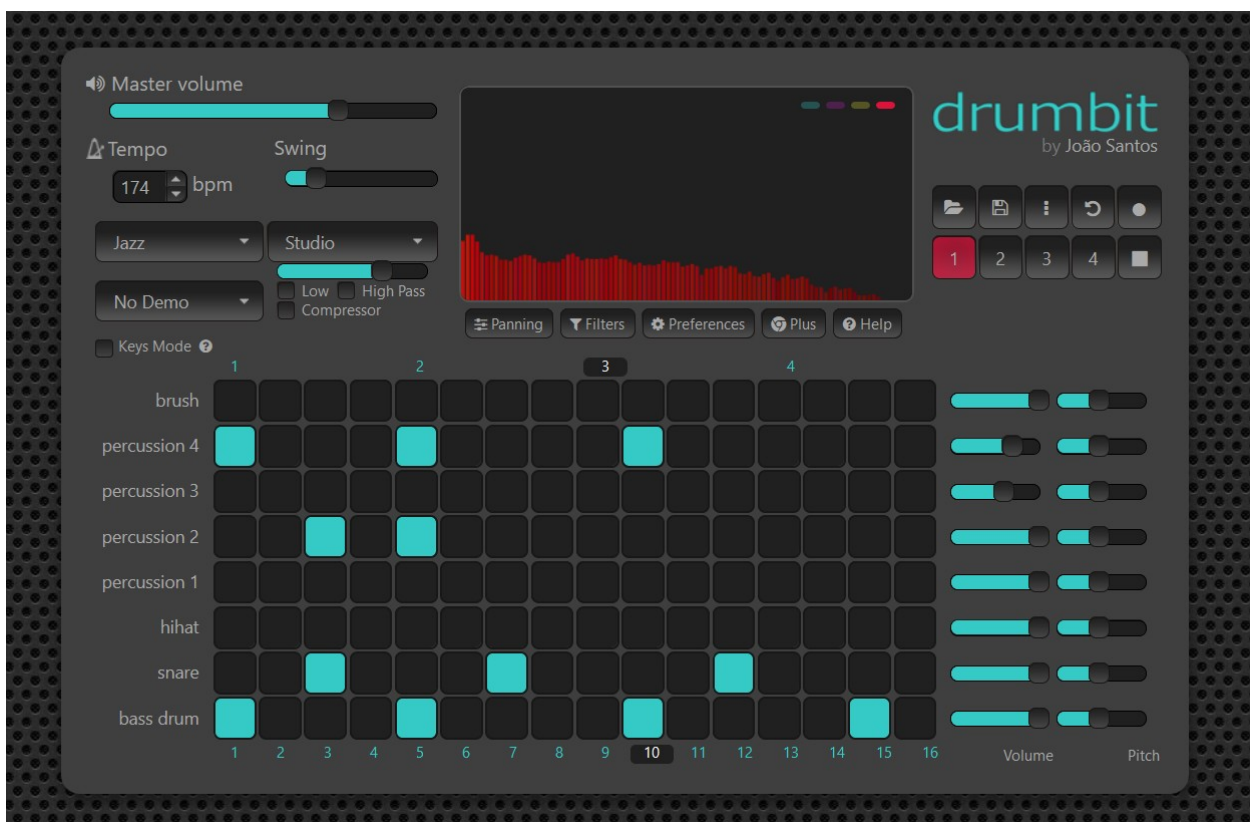 Master volume
drumbit
by João Santos
Tempo
Swing
174 bpm
Jazz
Studio
Low
High Pass
Compressor
No Demo
1 2 3 4
Panning
Filters
Preferences
Plus
Help
Keys Mode ?
1 2 3 4
brush
percussion 4
percussion 3
percussion 2
percussion 1
hihat
snare
bass drum
1 2 3 4 5 6 7 8 9 10 11 12 13 14 15 16
Volume
Pitch